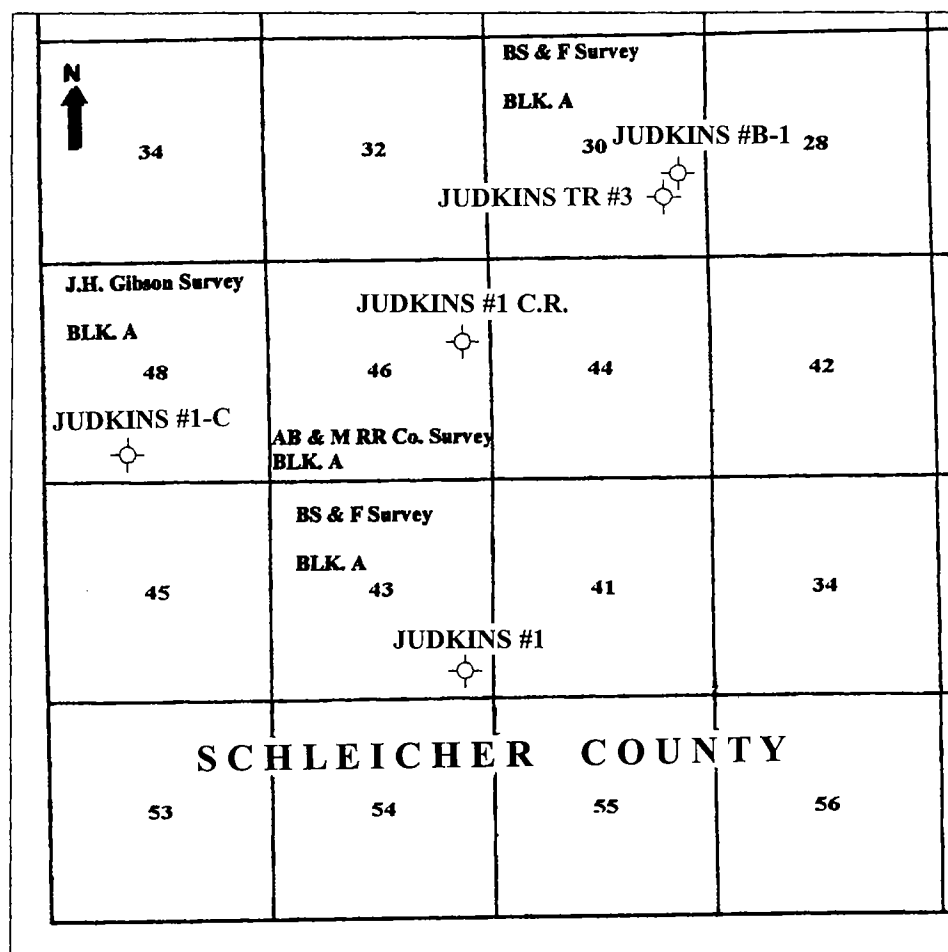 BS & F Survey
N
BLK. A
34
32
30
JUDKINS #B-1
28
JUDKINS TR #3
J.H. Gibson Survey
JUDKINS #1 C.R.
BLK. A
48
46
44
42
JUDKINS #1-C
AB & M RR Co. Survey
BLK. A
BS & F Survey
BLK. A
45
43
41
34
JUDKINS #1
SCHLEICHER COUNTY
53
54
55
56